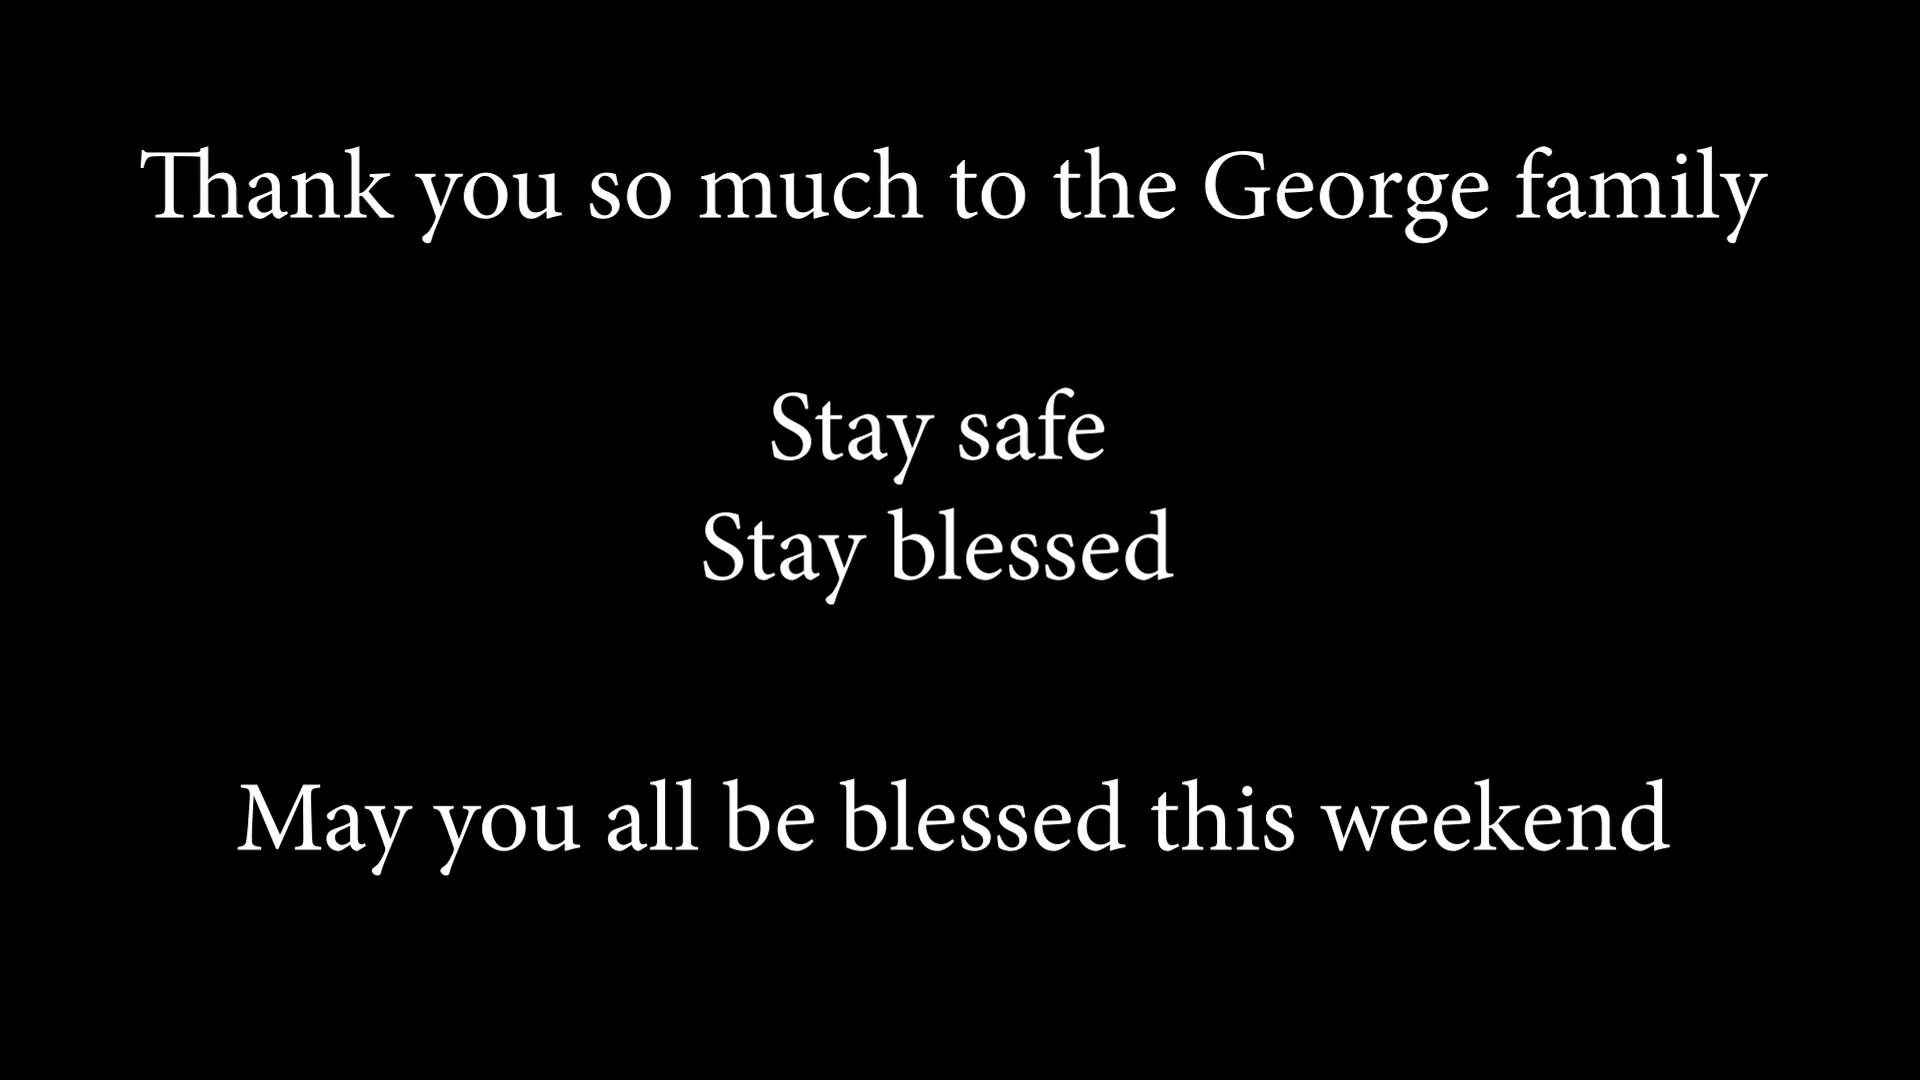 Thank you so much to the George family
Stay safe
Stay blessed
May you all be blessed this weekend